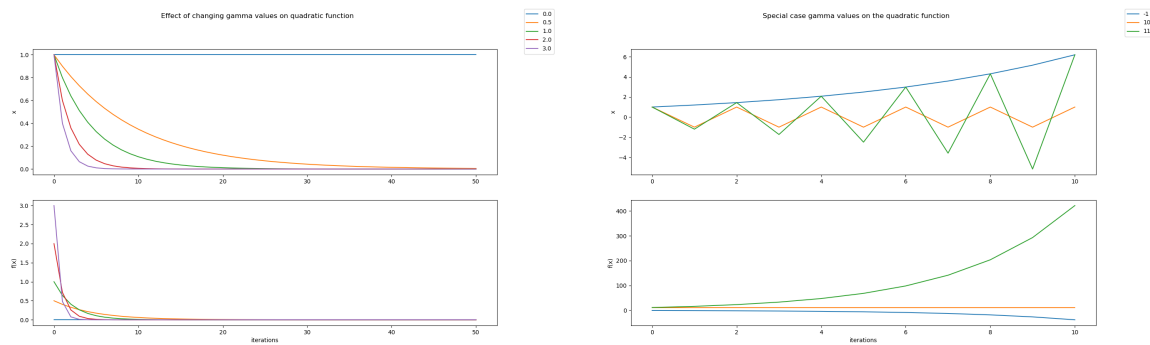 Effect of changing gamma values on quadratic function
0.0
0.5
1.0
2.0
3.0
1.0
0.8
0.6
0.4
0.2
0.0
x
0 10 20 30 40 50
3.0
2.5
2.0
1.5
1.0
0.5
0.0
f(x)
0 10 20 30 40 50
iterations
Special case gamma values on the quadratic function
-1
10
11
6
4
2
0
−2
−4
x
0 2 4 6 8 10
400
300
200
100
0
f(x)
0 2 4 6 8 10
iterations